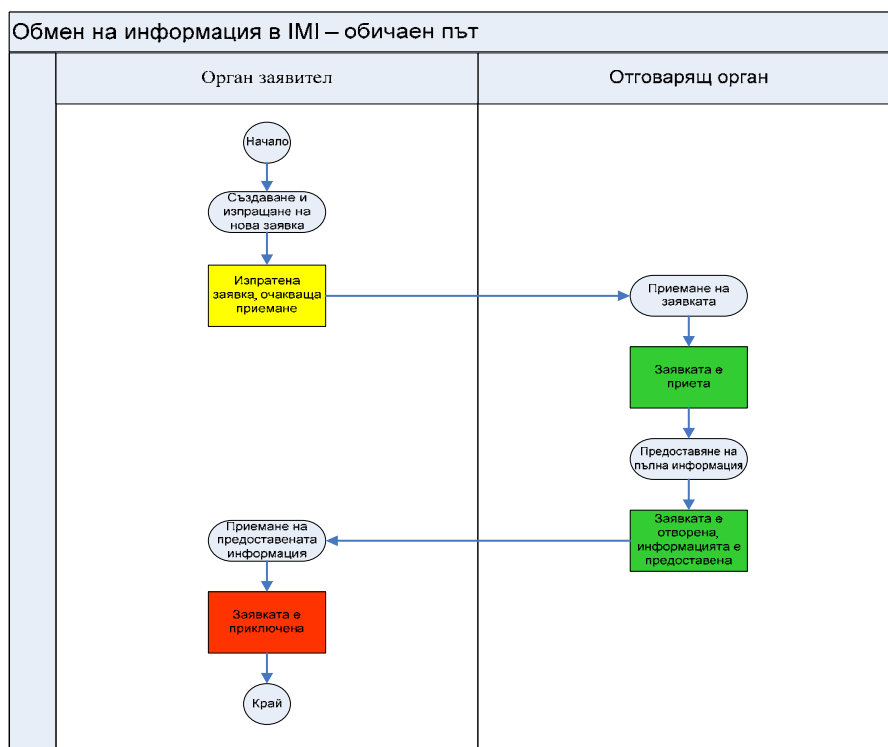 Обмен на информация в IMI – обичаен път
Орган заявител
Отговарящ орган
Начало
Създаване и
изпращане на
нова заявка
Изпратена
заявка, очакваща
приемане
Приемане на
заявката
Заявката е
приета
Предоставяне на
пълна информация
Заявката е
отворена,
информацията е
предоставена
Приемане на
предоставената
информация
Заявката е
приключена
Край